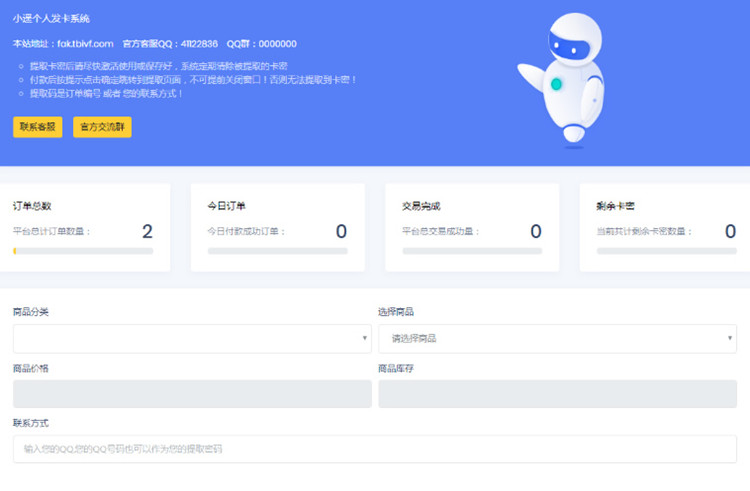 小逐个人发卡系统
本站地址：fak.tbivf.com 官方客服QQ：41122838 QQ群：0000000
提取卡密后请尽快激活使用或保存好，系统定期清除被提取的卡密
付款后按提示点击确定跳转到提取页面，不可提前关闭窗口！否则无法提取到卡密！
提取码是订单编号 或者 您的联系方式！
联系客服 官方交流群
订单总数 今日订单 交易完成 剩余卡密
平台总计订单数量： 2 今日付款成功订单： 0 平台总交易成功量： 0 当前共计剩余卡密数量： 0
商品分类 选择商品
请选择商品
商品价格 商品库存
联系方式
输入您的QQ,您的QQ号码也可以作为您的提取密码